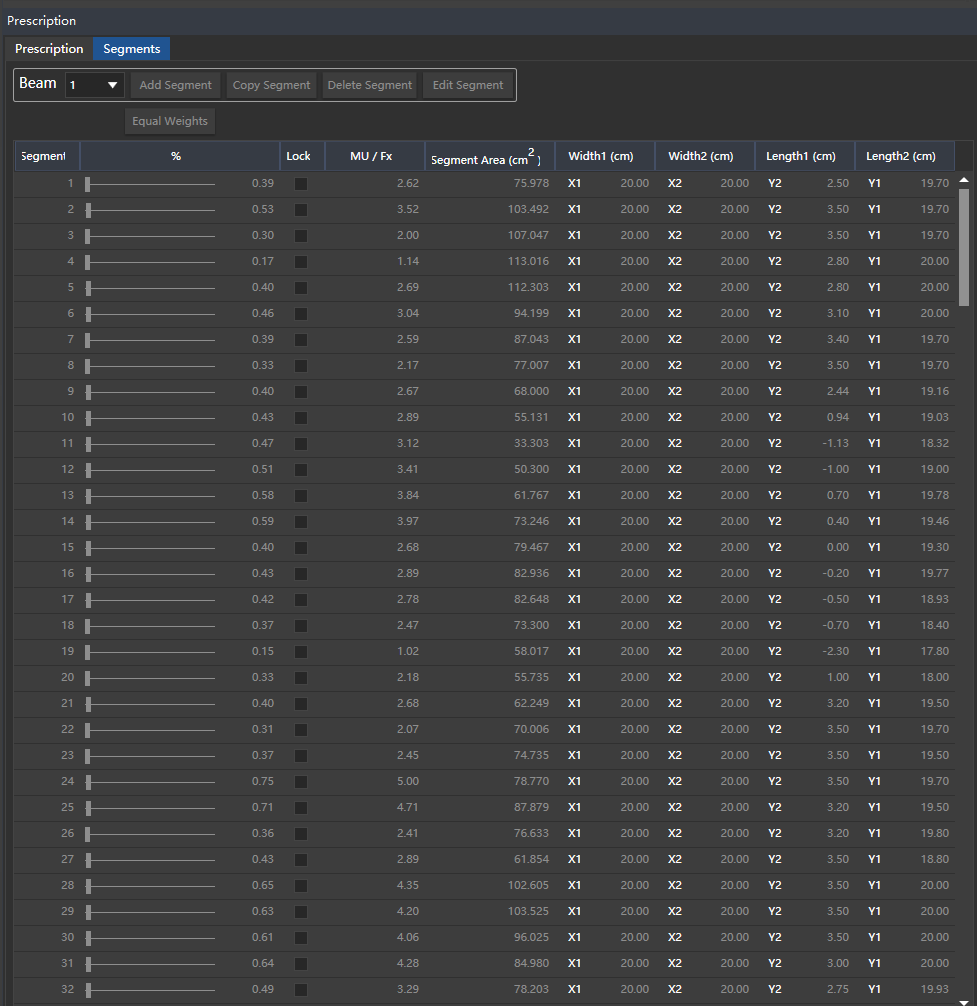 Prescription
Prescription Segments
Beam 1 Add Segment Copy Segment Delete Segment Edit Segment
Equal Weights
Segment % Lock MU / Fx Segment Area (cm2) Width1 (cm) Width2 (cm) Length1 (cm) Length2 (cm)
1 0.39 2.62 75.978 X1 20.00 X2 20.00 Y2 2.50 Y1 19.70
2 0.53 3.52 103.492 X1 20.00 X2 20.00 Y2 3.50 Y1 19.70
3 0.30 2.00 107.047 X1 20.00 X2 20.00 Y2 3.50 Y1 19.70
4 0.17 1.14 113.016 X1 20.00 X2 20.00 Y2 2.80 Y1 20.00
5 0.40 2.69 112.303 X1 20.00 X2 20.00 Y2 2.80 Y1 20.00
6 0.46 3.04 94.199 X1 20.00 X2 20.00 Y2 3.10 Y1 20.00
7 0.39 2.59 87.043 X1 20.00 X2 20.00 Y2 3.40 Y1 19.70
8 0.33 2.17 77.007 X1 20.00 X2 20.00 Y2 3.50 Y1 19.70
9 0.40 2.67 68.000 X1 20.00 X2 20.00 Y2 2.44 Y1 19.16
10 0.43 2.89 55.131 X1 20.00 X2 20.00 Y2 0.94 Y1 19.03
11 0.47 3.12 33.303 X1 20.00 X2 20.00 Y2 -1.13 Y1 18.32
12 0.51 3.41 50.300 X1 20.00 X2 20.00 Y2 -1.00 Y1 19.00
13 0.58 3.84 61.767 X1 20.00 X2 20.00 Y2 0.70 Y1 19.78
14 0.59 3.97 73.246 X1 20.00 X2 20.00 Y2 0.40 Y1 19.46
15 0.40 2.68 79.467 X1 20.00 X2 20.00 Y2 0.00 Y1 19.30
16 0.43 2.89 82.936 X1 20.00 X2 20.00 Y2 -0.20 Y1 19.77
17 0.42 2.78 82.648 X1 20.00 X2 20.00 Y2 -0.50 Y1 18.93
18 0.37 2.47 73.300 X1 20.00 X2 20.00 Y2 -0.70 Y1 18.40
19 0.15 1.02 58.017 X1 20.00 X2 20.00 Y2 -2.30 Y1 17.80
20 0.33 2.18 55.735 X1 20.00 X2 20.00 Y2 1.00 Y1 18.00
21 0.40 2.68 62.249 X1 20.00 X2 20.00 Y2 3.20 Y1 19.50
22 0.31 2.07 70.006 X1 20.00 X2 20.00 Y2 3.50 Y1 19.70
23 0.37 2.45 74.735 X1 20.00 X2 20.00 Y2 3.50 Y1 19.50
24 0.75 5.00 78.770 X1 20.00 X2 20.00 Y2 3.50 Y1 19.70
25 0.71 4.71 87.879 X1 20.00 X2 20.00 Y2 3.20 Y1 19.50
26 0.36 2.41 76.633 X1 20.00 X2 20.00 Y2 3.20 Y1 19.80
27 0.43 2.89 61.854 X1 20.00 X2 20.00 Y2 3.50 Y1 18.80
28 0.65 4.35 102.605 X1 20.00 X2 20.00 Y2 3.50 Y1 20.00
29 0.63 4.20 103.525 X1 20.00 X2 20.00 Y2 3.50 Y1 20.00
30 0.61 4.06 96.025 X1 20.00 X2 20.00 Y2 3.50 Y1 20.00
31 0.64 4.28 84.980 X1 20.00 X2 20.00 Y2 3.00 Y1 20.00
32 0.49 3.29 78.203 X1 20.00 X2 20.00 Y2 2.75 Y1 19.93